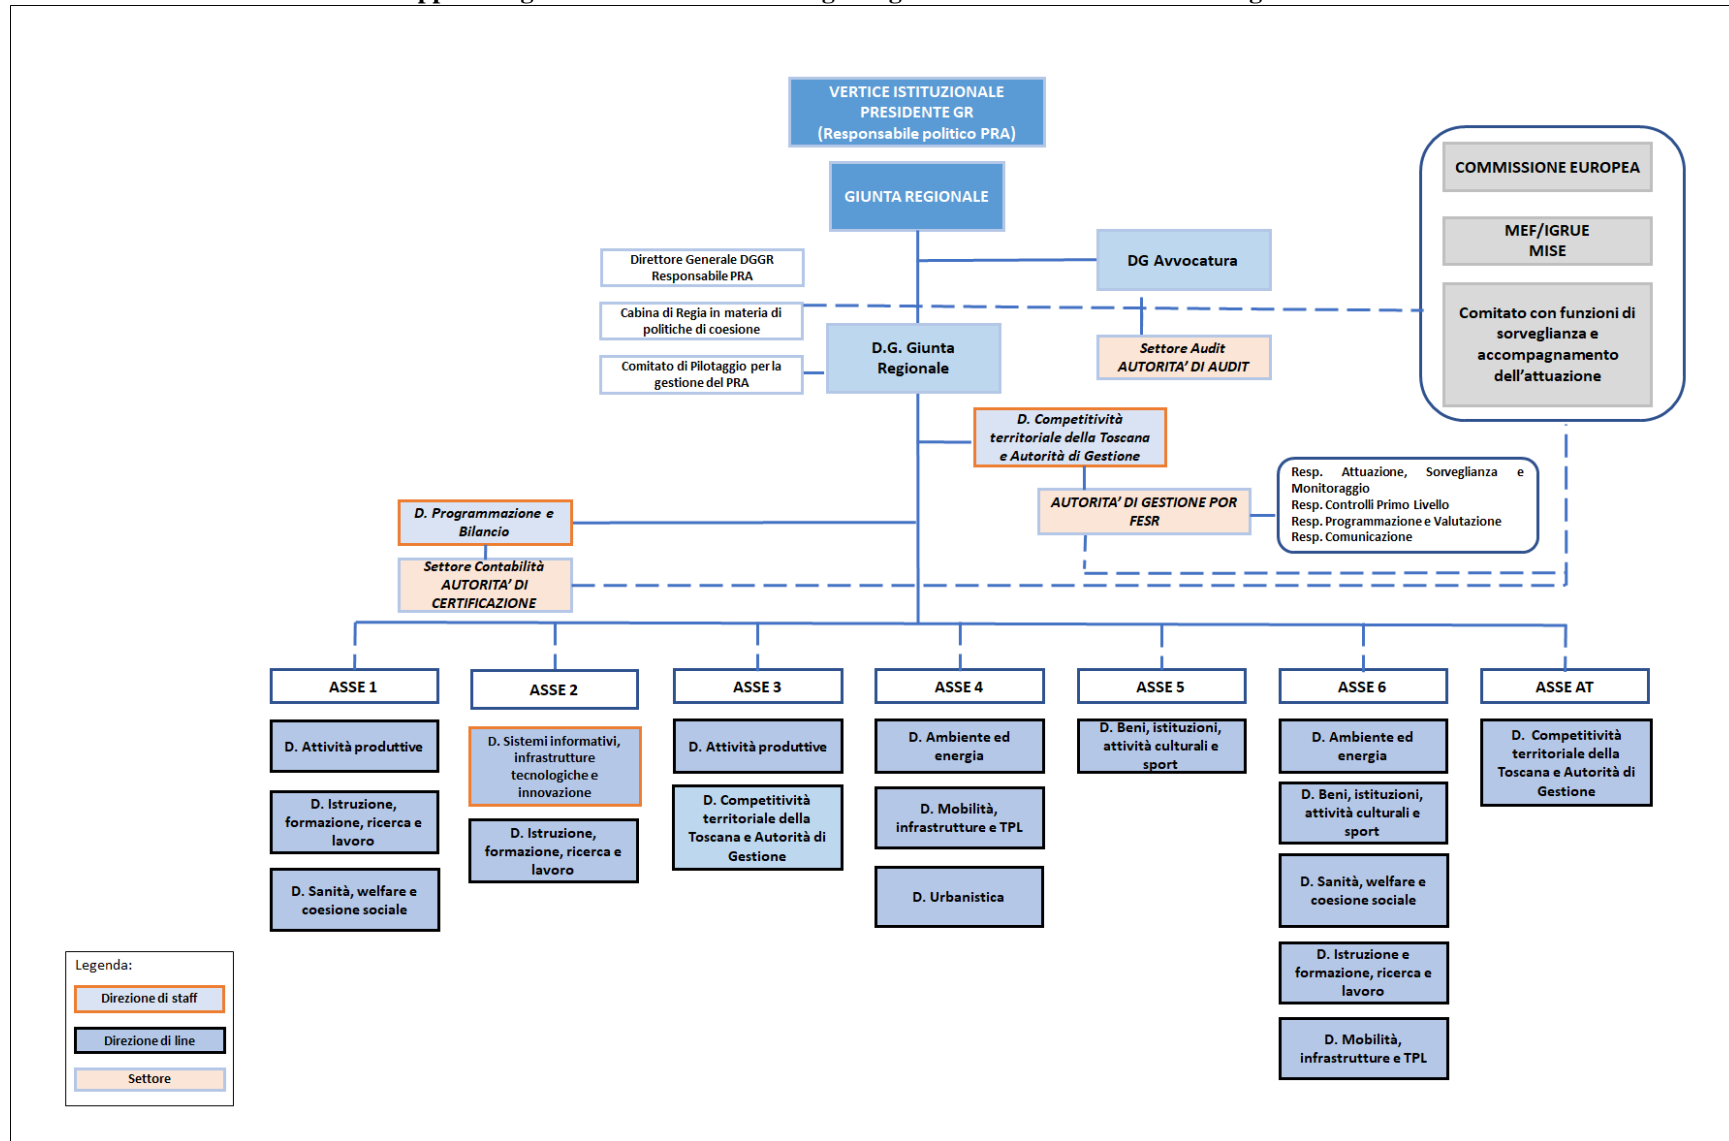 VERTICE ISTITUZIONALE
PRESIDENTE GR
(Responsabile politico PRA)
GIUNTA REGIONALE
COMMISSIONE EUROPEA
MEF/IGRUE
MISE
Comitato con funzioni di
sorveglianza e
accompagnamento
dell'attuazione
Direttore Generale DGGR
Responsabile PRA
DG Avvocatura
Cabina di Regia in materia di
politiche di coesione
D.G. Giunta
Regionale
Settore Audit
AUTORITA' DI AUDIT
Comitato di Pilotaggio per la
gestione del PRA
D. Competitività
territoriale della Toscana
e Autorità di Gestione
AUTORITA' DI GESTIONE POR
FESR
Resp. Attuazione, Sorveglianza e
Monitoraggio
Resp. Controlli Primo Livello
Resp. Programmazione e Valutazione
Resp. Comunicazione
D. Programmazione e
Bilancio
Settore Contabilità
AUTORITA' DI
CERTIFICAZIONE
ASSE 1
D. Attività produttive
D. Istruzione,
formazione, ricerca e
lavoro
D. Sanità, welfare e
coesione sociale
ASSE 2
D. Sistemi informativi,
infrastrutture
tecnologiche e
innovazione
D. Istruzione,
formazione, ricerca e
lavoro
ASSE 3
D. Attività produttive
D. Competitività
territoriale della
Toscana e Autorità di
Gestione
ASSE 4
D. Ambiente ed
energia
D. Mobilità,
infrastrutture e TPL
D. Urbanistica
ASSE 5
D. Beni, istituzioni,
attività culturali e
sport
ASSE 6
D. Ambiente ed
energia
D. Beni, istituzioni,
attività culturali e
sport
D. Sanità, welfare e
coesione sociale
D. Istruzione e
formazione, ricerca e
lavoro
D. Mobilità,
infrastrutture e TPL
ASSE AT
D. Competitività
territoriale della
Toscana e Autorità di
Gestione
Legenda:
Direzione di staff
Direzione di line
Settore